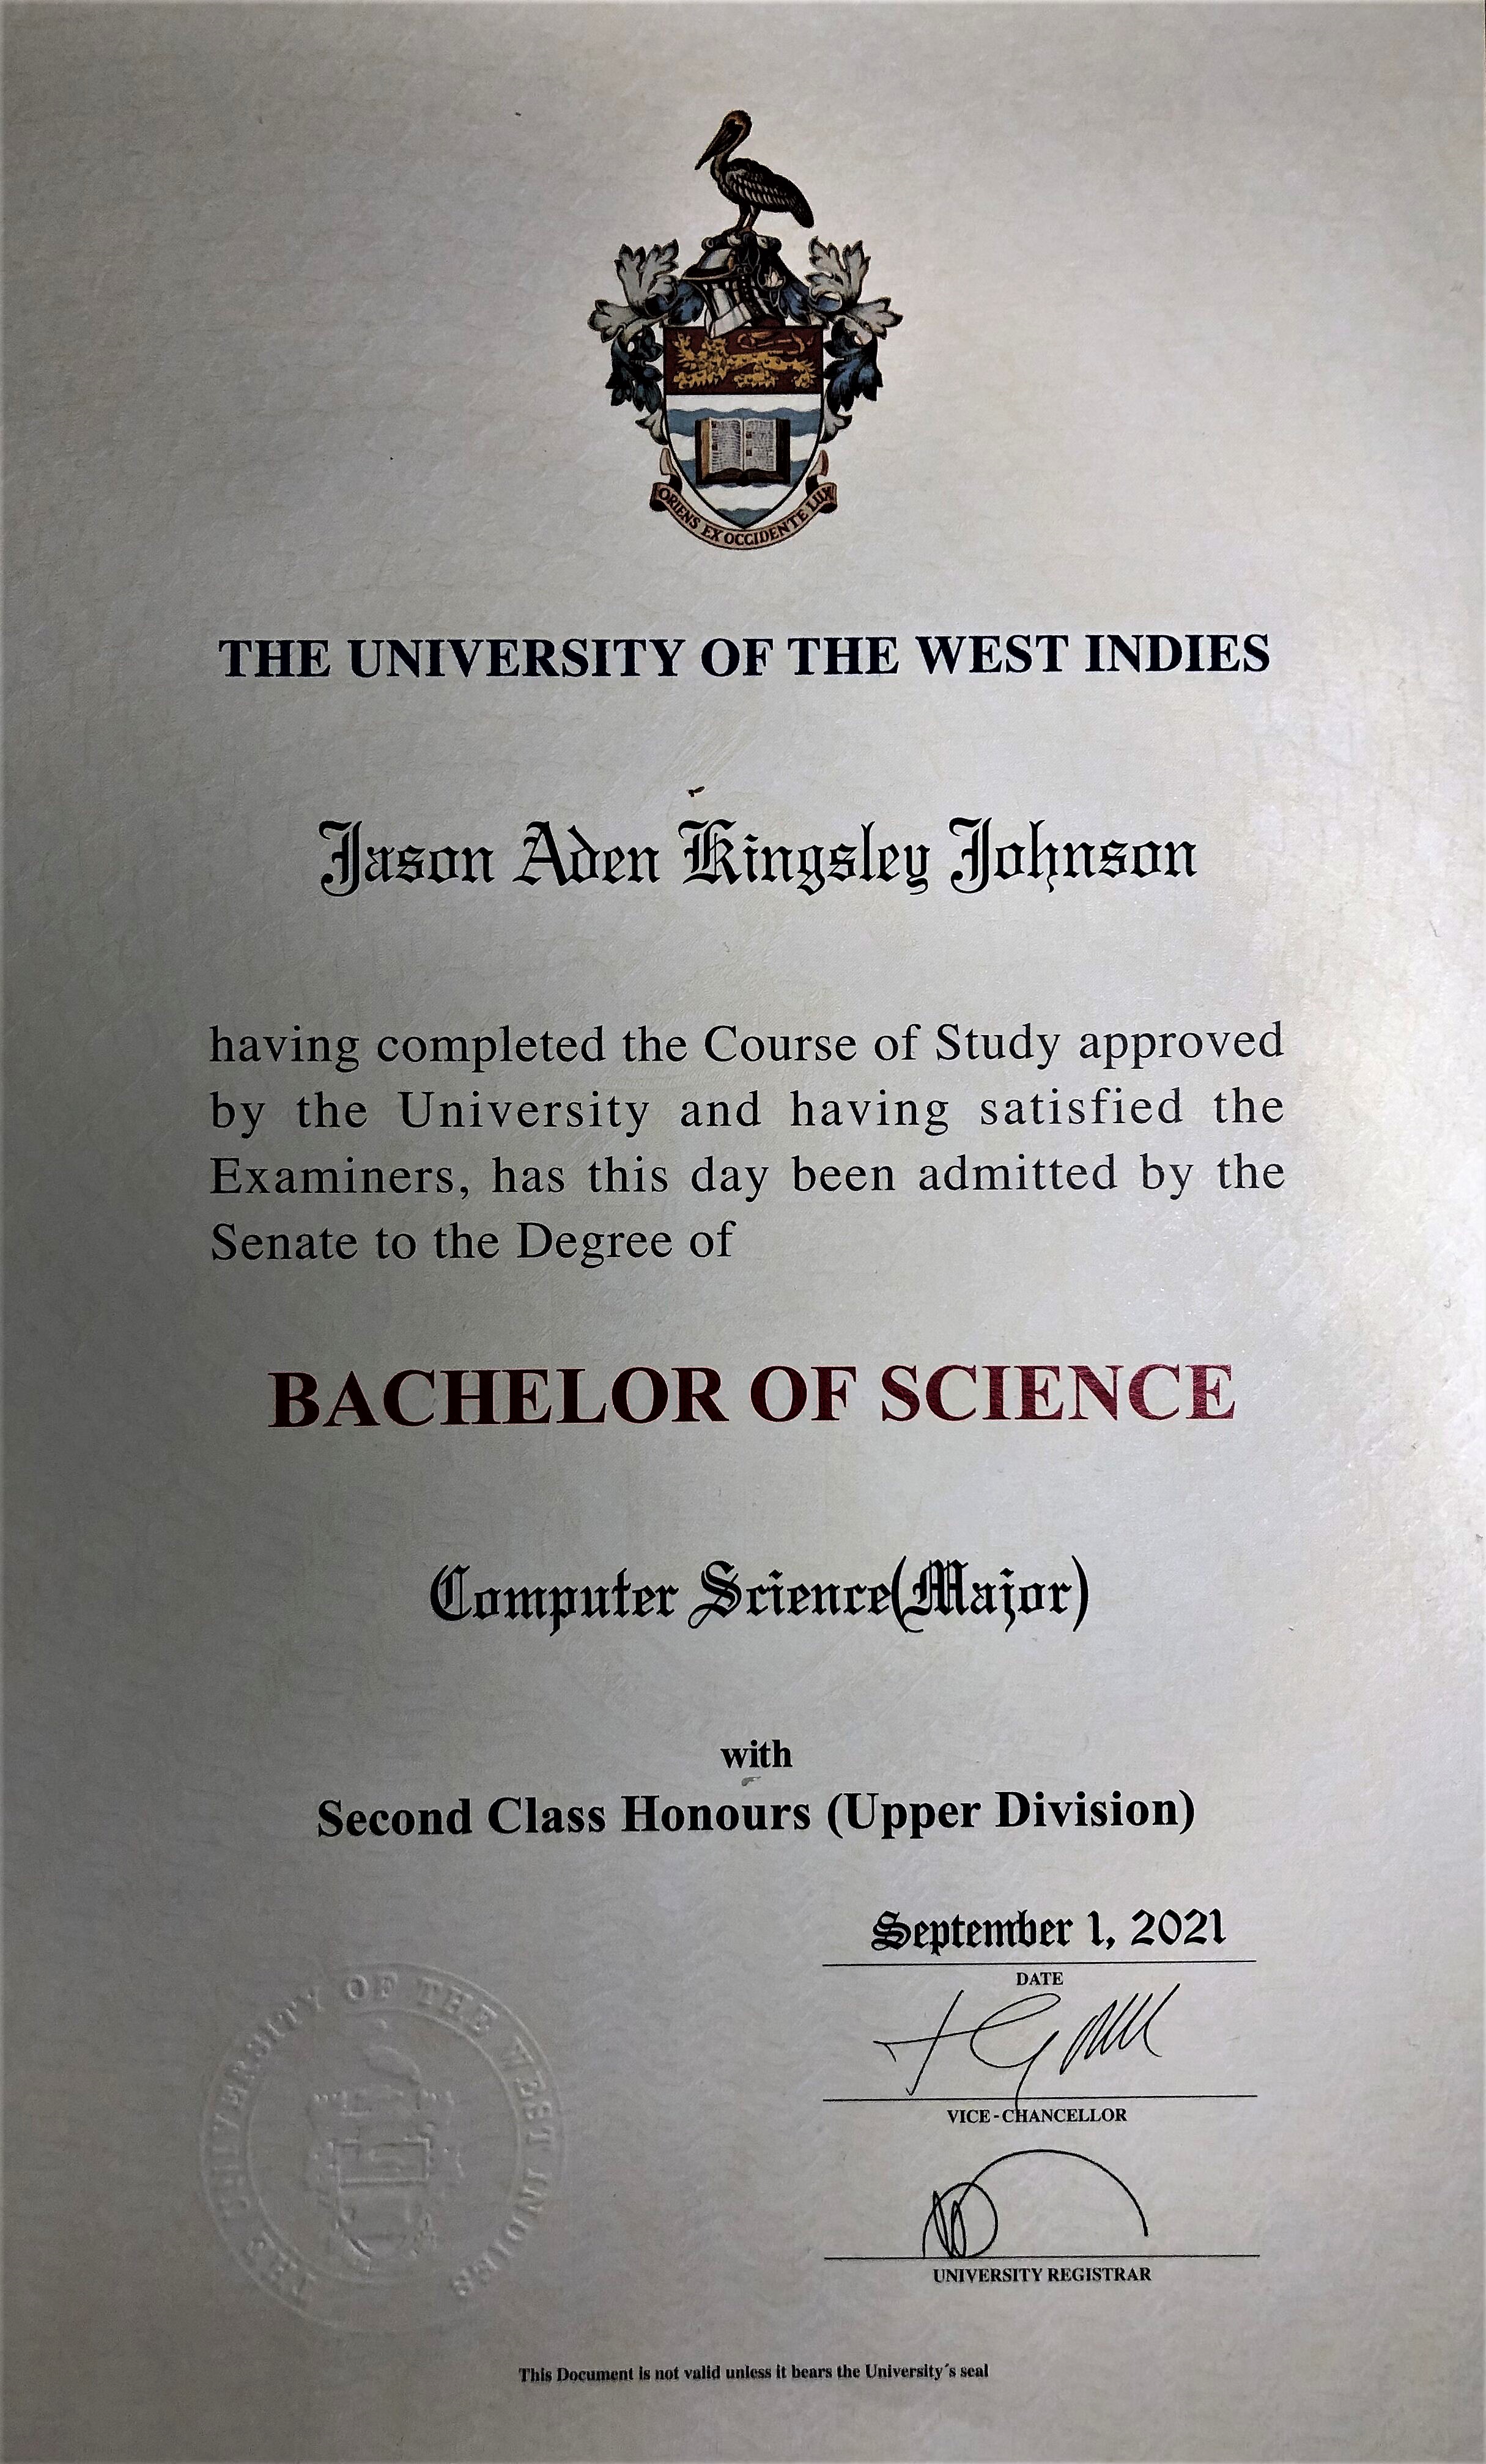 ORIENS EX OCCIDENTE LUX
THE UNIVERSITY OF THE WEST INDIES
Jason Aden Kingsley Johnson
having completed the Course of Study approved
by the University and having satisfied the
Examiners, has this day been admitted by the
Senate to the Degree of
BACHELOR OF SCIENCE
Computer Science(Major)
with
Second Class Honours (Upper Division)
September 1, 2021
DATE
VICE-CHANCELLOR
UNIVERSITY REGISTRAR
THE UNIVERSITY OF THE WEST INDIES
This Document is not valid unless it bears the University´s seal